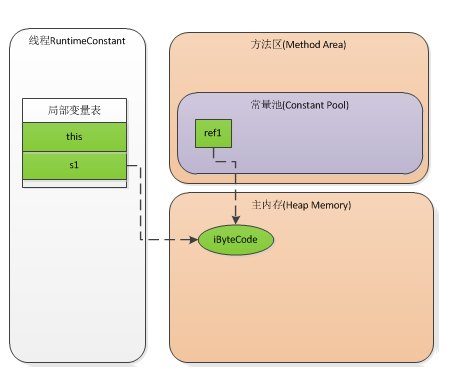 线程RuntimeConstant
局部变量表
this
s1
方法区(Method Area)
常量池(Constant Pool)
ref1
主内存(Heap Memory)
iByteCode